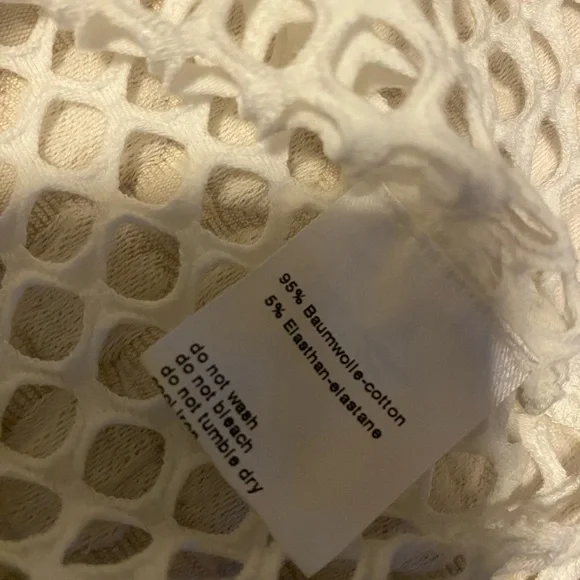 95% Baumwolle-cotton
5% Elasthan-elastane
do not wash
do not bleach
do not tumble dry